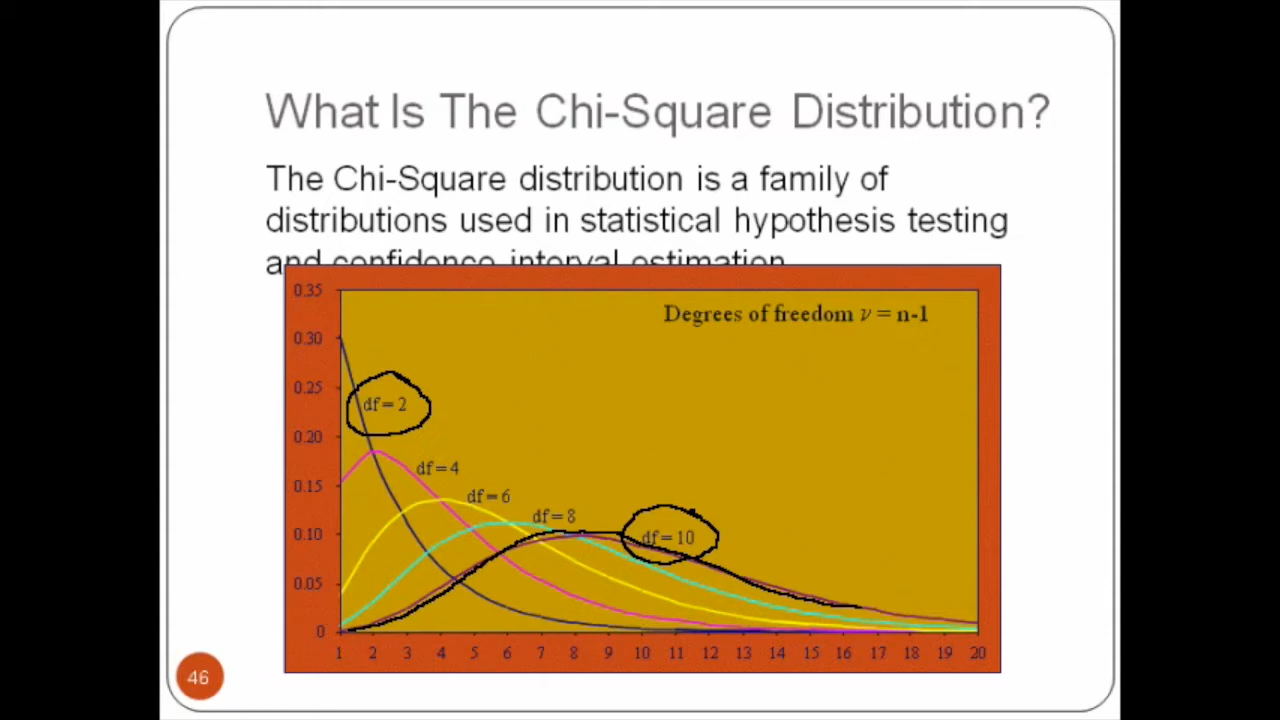 What Is The Chi-Square Distribution?
The Chi-Square distribution is a family of
distributions used in statistical hypothesis testing
and confidence interval estimation
0.35
Degrees of freedom ν = n-1
0.30
0.25
df = 2
0.20
df = 4
0.15
df = 6
df = 8
0.10
df = 10
0.05
0
1 2 3 4 5 6 7 8 9 10 11 12 13 14 15 16 17 18 19 20
46